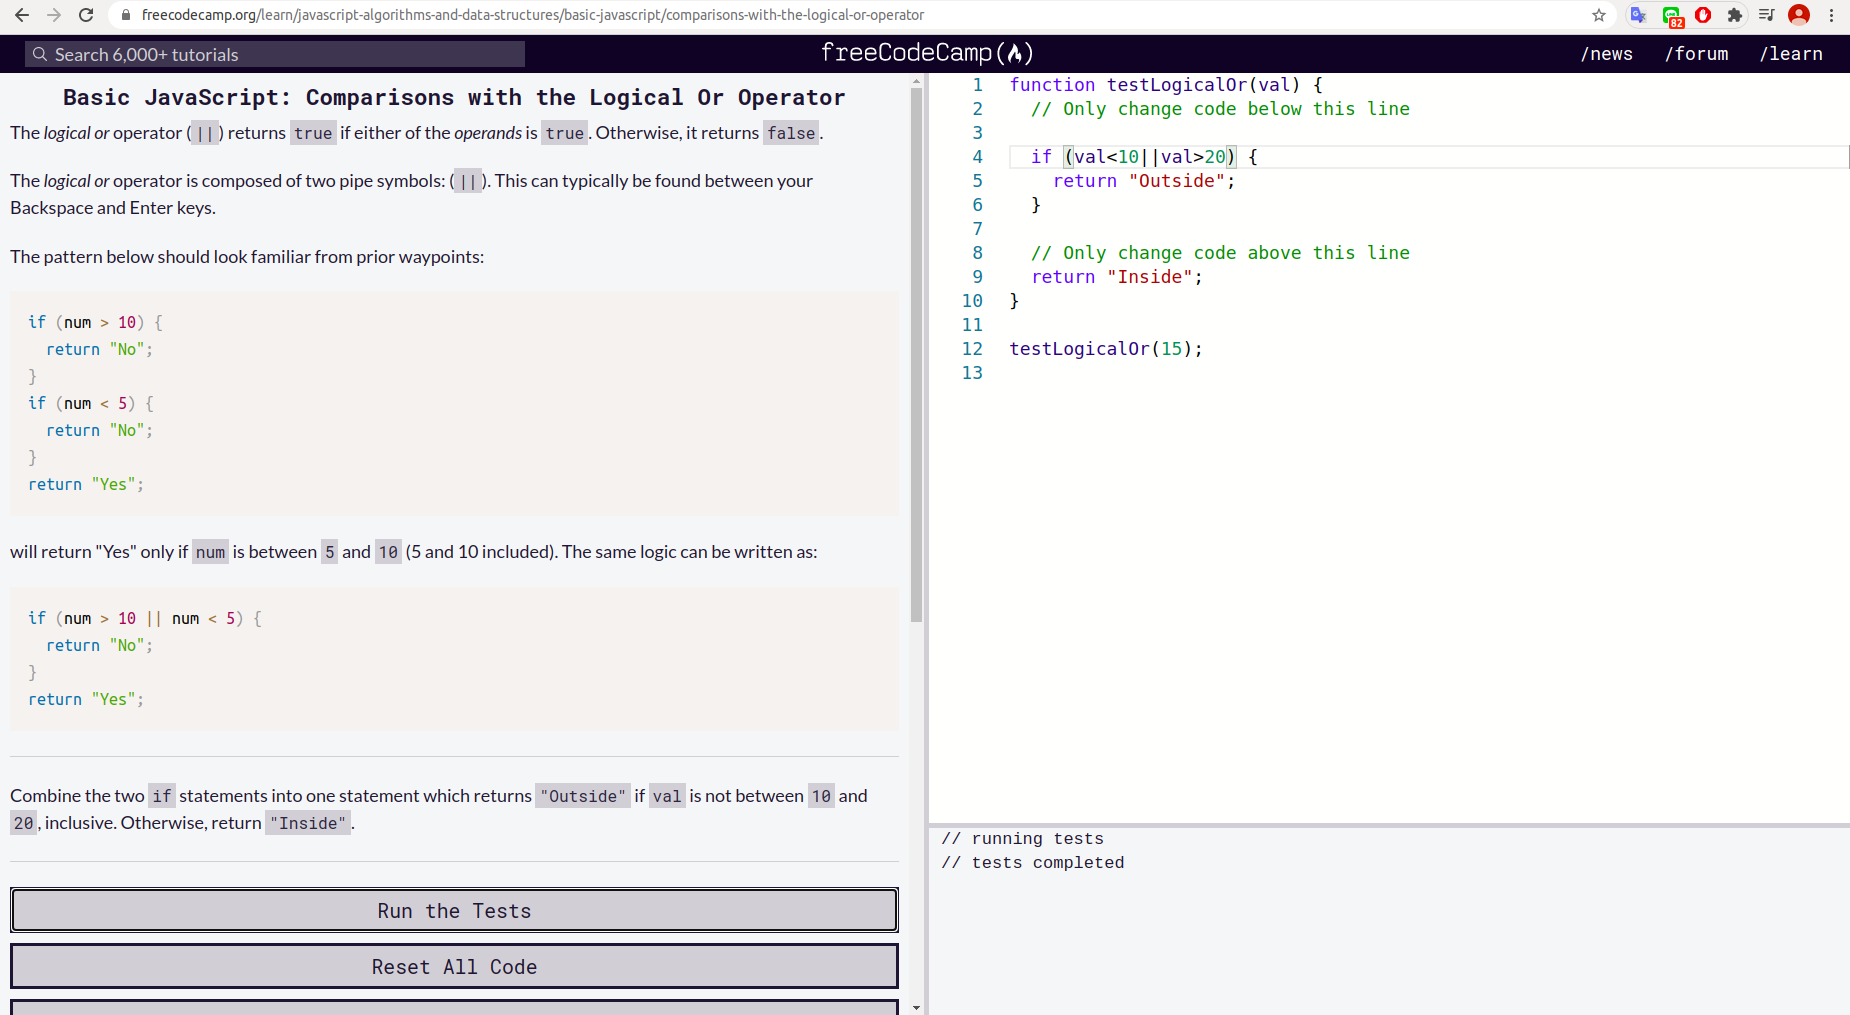 freecodecamp.org/learn/javascript-algorithms-and-data-structures/basic-javascript/comparisons-with-the-logical-or-operator
82
Search 6,000+ tutorials
freeCodeCamp(🔥)
/news /forum /learn
Basic JavaScript: Comparisons with the Logical Or Operator
The logical or operator (||) returns true if either of the operands is true. Otherwise, it returns false.
The logical or operator is composed of two pipe symbols: (||). This can typically be found between your
Backspace and Enter keys.
The pattern below should look familiar from prior waypoints:
if (num > 10) {
  return "No";
}
if (num < 5) {
  return "No";
}
return "Yes";
will return "Yes" only if num is between 5 and 10 (5 and 10 included). The same logic can be written as:
if (num > 10 || num < 5) {
  return "No";
}
return "Yes";
Combine the two if statements into one statement which returns "Outside" if val is not between 10 and
20, inclusive. Otherwise, return "Inside".
Run the Tests
Reset All Code
1 function testLogicalOr(val) {
2   // Only change code below this line
3
4   if (val<10||val>20) {
5     return "Outside";
6   }
7
8   // Only change code above this line
9   return "Inside";
10 }
11
12 testLogicalOr(15);
13
// running tests
// tests completed